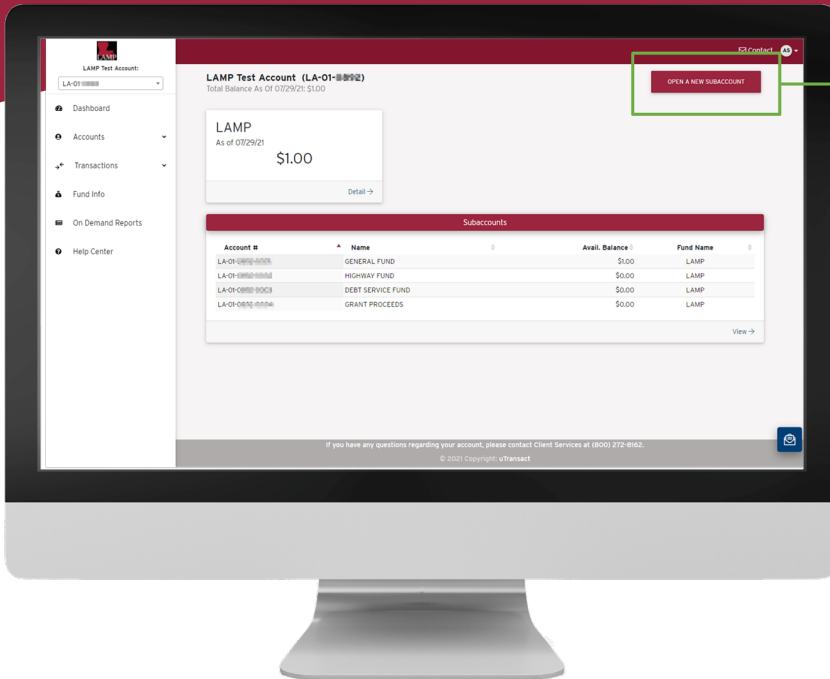 LAMP
LAMP Test Account:
LA-01
Dashboard
Accounts
Transactions
Fund Info
On Demand Reports
Help Center
Contact
AS
LAMP Test Account (LA-01-
Total Balance As Of 07/29/21: $1.00
OPEN A NEW SUBACCOUNT
LAMP
As of 07/29/21
$1.00
Detail →
Subaccounts
Account # Name Avail. Balance Fund Name
LA-01- GENERAL FUND $1.00 LAMP
LA-01- HIGHWAY FUND $0.00 LAMP
LA-01- DEBT SERVICE FUND $0.00 LAMP
LA-01- GRANT PROCEEDS $0.00 LAMP
View →
If you have any questions regarding your account, please contact Client Services at (800) 272-8162.
© 2021 Copyright: uTransact